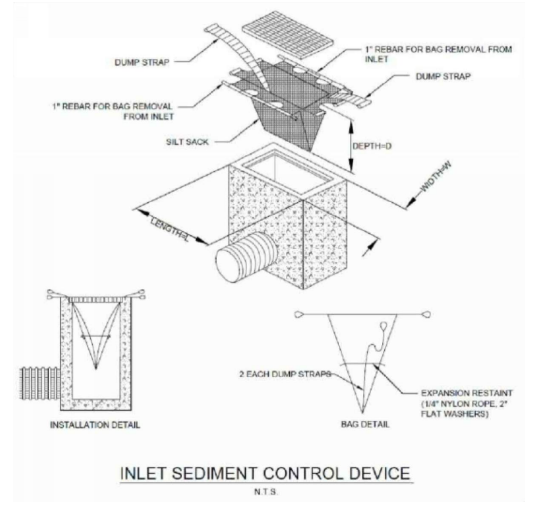 DUMP STRAP
1" REBAR FOR BAG REMOVAL FROM
INLET
DUMP STRAP
1" REBAR FOR BAG REMOVAL
FROM INLET
SILT SACK
DEPTH=D
WIDTH=W
LENGTH=L
INSTALLATION DETAIL
2 EACH DUMP STRAPS
EXPANSION RESTRAINT
(1/4" NYLON ROPE, 2"
FLAT WASHERS)
BAG DETAIL
INLET SEDIMENT CONTROL DEVICE
N.T.S.